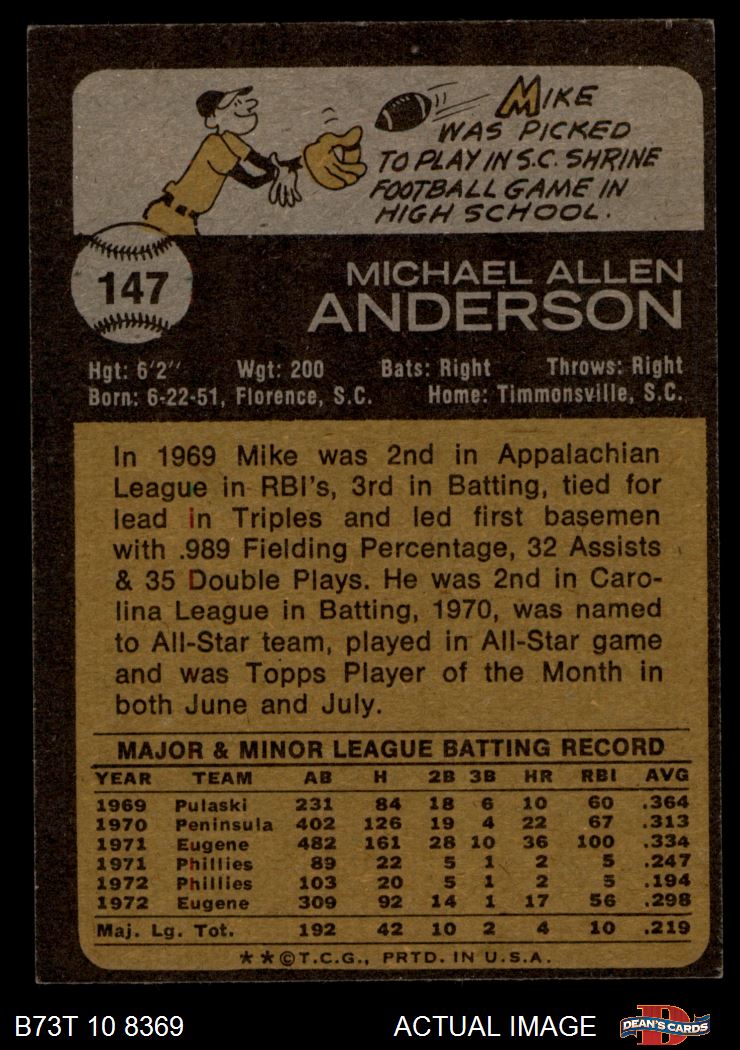 MIKE
WAS PICKED
TO PLAY IN S.C. SHRINE
FOOTBALL GAME IN
HIGH SCHOOL.
147
MICHAEL ALLEN
ANDERSON
Hgt: 6'2" Wgt: 200 Bats: Right Throws: Right
Born: 6-22-51, Florence, S.C. Home: Timmonsville, S.C.
In 1969 Mike was 2nd in Appalachian
League in RBI's, 3rd in Batting, tied for
lead in Triples and led first basemen
with .989 Fielding Percentage, 32 Assists
& 35 Double Plays. He was 2nd in Caro-
lina League in Batting, 1970, was named
to All-Star team, played in All-Star game
and was Topps Player of the Month in
both June and July.
MAJOR & MINOR LEAGUE BATTING RECORD
YEAR TEAM AB H 2B 3B HR RBI AVG
1969 Pulaski 231 84 18 6 10 60 .364
1970 Peninsula 402 126 19 4 22 67 .313
1971 Eugene 482 161 28 10 36 100 .334
1971 Phillies 89 22 5 1 2 5 .247
1972 Phillies 103 20 5 1 2 5 .194
1972 Eugene 309 92 14 1 17 56 .298
Maj. Lg. Tot. 192 42 10 2 4 10 .219
**©T.C.G., PRTD. IN U.S.A.
B73T 10 8369 ACTUAL IMAGE D DEAN'S CARDS